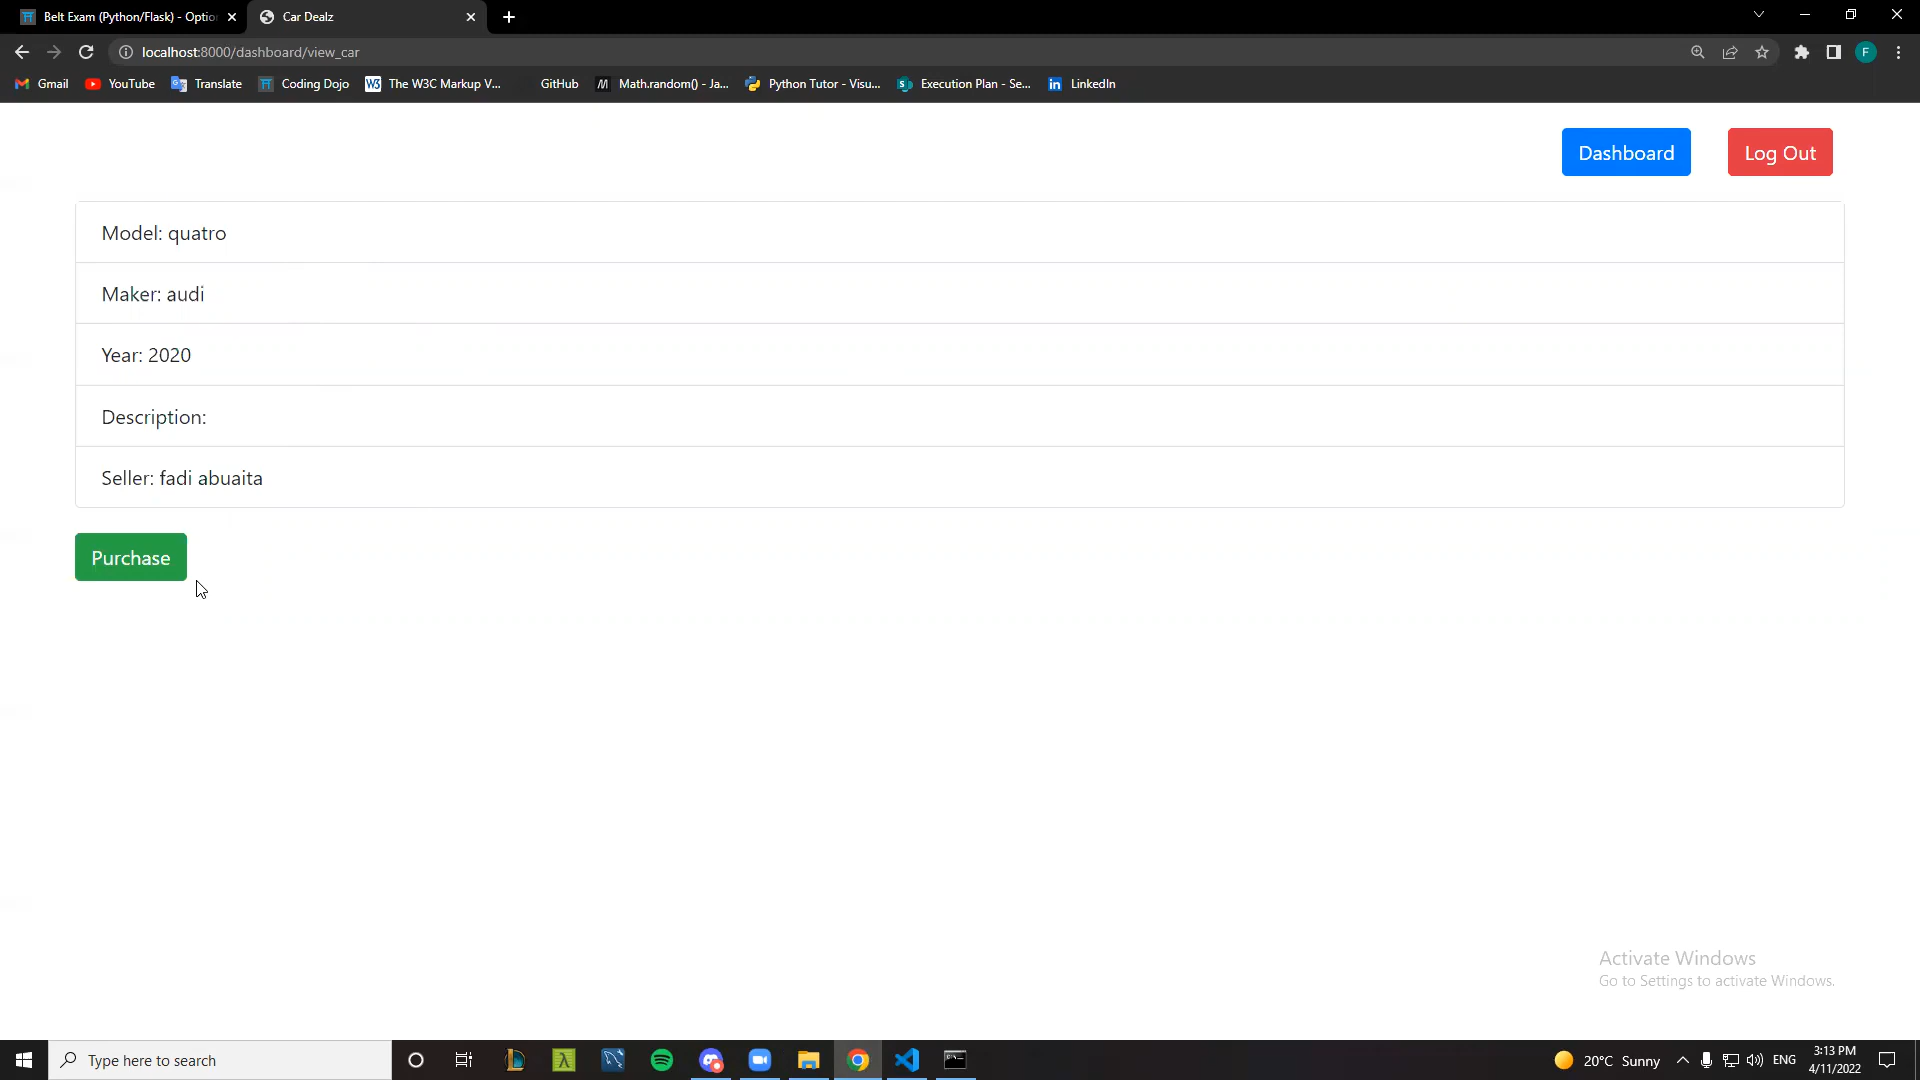 Belt Exam (Python/Flask) - Optio
Car Dealz
localhost:8000/dashboard/view_car
F
Gmail
YouTube
Translate
Coding Dojo
The W3C Markup V...
GitHub
Math.random() - Ja...
Python Tutor - Visu...
Execution Plan - Se...
LinkedIn
Dashboard
Log Out
Model: quatro
Maker: audi
Year: 2020
Description:
Seller: fadi abuaita
Purchase
Activate Windows
Go to Settings to activate Windows.
Type here to search
20°C Sunny
ENG
3:13 PM
4/11/2022